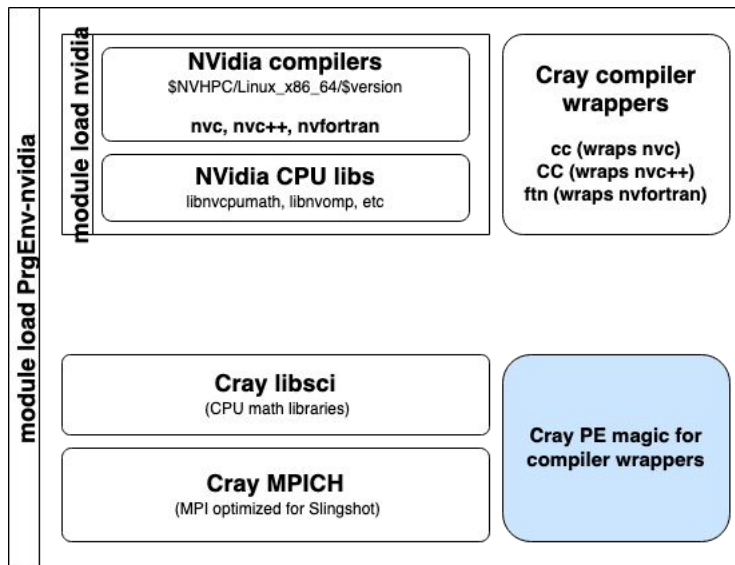 module load PrgEnv-nvidia
module load nvidia
NVidia compilers
$NVHPC/Linux_x86_64/$version
nvc, nvc++, nvfortran
NVidia CPU libs
libnvcpumath, libnvomp, etc
Cray compiler
wrappers
cc (wraps nvc)
CC (wraps nvc++)
ftn (wraps nvfortran)
Cray libsci
(CPU math libraries)
Cray MPICH
(MPI optimized for Slingshot)
Cray PE magic for
compiler wrappers